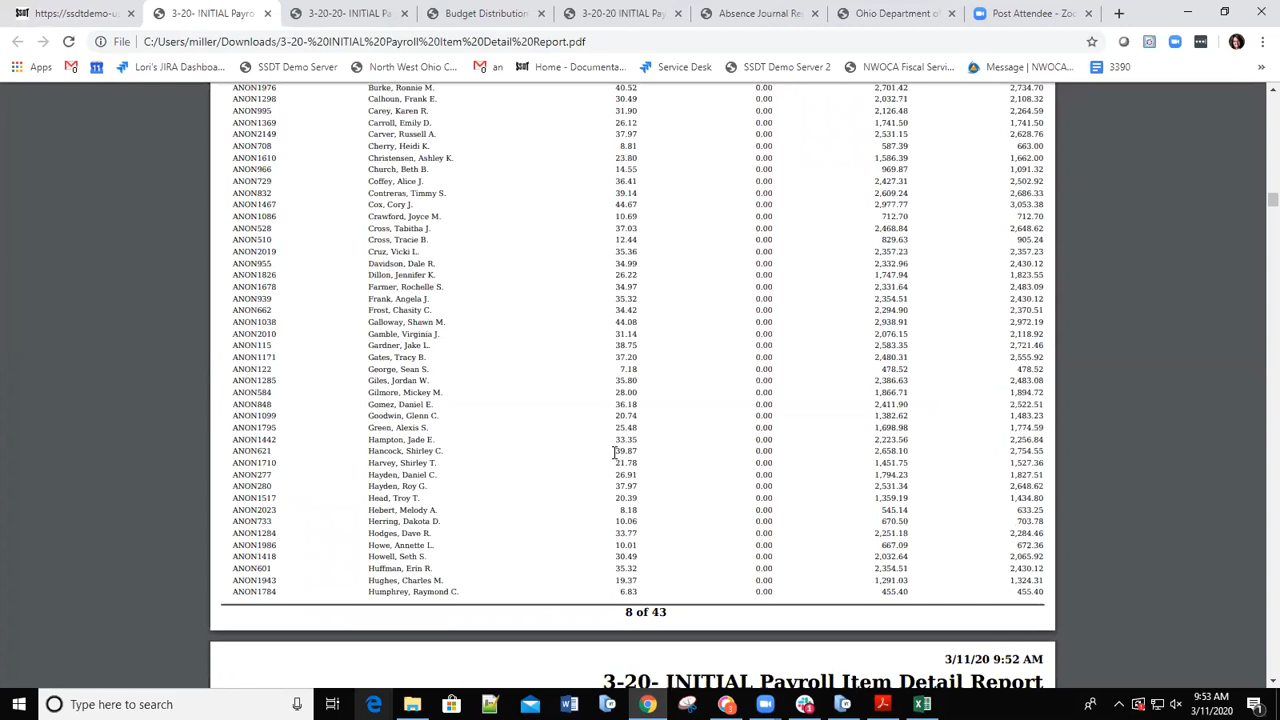 https://ssdtdemo-us
3-20- INITIAL Payro
3-20-20 INITIAL Pa
Budget Distribution
3-20-20 INITIAL Pay
Absence Journal Re
Ohio Department o
Post Attendee - Zoo
File C:/Users/miller/Downloads/3-20-%20INITIAL%20Payroll%20Item%20Detail%20Report.pdf
Apps Lori's JIRA Dashboa... SSDT Demo Server North West Ohio C... an Home - Documenta... Service Desk SSDT Demo Server 2 NWOCA Fiscal Servi... Message | NWOCA... 3390 »
ANON1976 Burke, Ronnie M. 40.52 0.00 2,701.42 2,734.70
ANON1298 Calhoun, Frank E. 30.49 0.00 2,032.71 2,108.32
ANON995 Carey, Karen R. 31.90 0.00 2,126.48 2,264.59
ANON1369 Carroll, Emily D. 26.12 0.00 1,741.50 1,741.50
ANON2149 Carver, Russell A. 37.97 0.00 2,531.15 2,628.76
ANON708 Cherry, Heidi K. 8.81 0.00 587.39 663.00
ANON1610 Christensen, Ashley K. 23.80 0.00 1,586.39 1,662.00
ANON966 Church, Beth B. 14.55 0.00 969.87 1,091.32
ANON729 Coffey, Alice J. 36.41 0.00 2,427.31 2,502.92
ANON832 Contreras, Timmy S. 39.14 0.00 2,609.24 2,686.33
ANON1467 Cox, Cory J. 44.67 0.00 2,977.77 3,053.38
ANON1086 Crawford, Joyce M. 10.69 0.00 712.70 712.70
ANON528 Cross, Tabitha J. 37.03 0.00 2,468.84 2,648.62
ANON510 Cross, Tracie B. 12.44 0.00 829.63 905.24
ANON2019 Cruz, Vicki L. 35.36 0.00 2,357.23 2,357.23
ANON955 Davidson, Dale R. 34.99 0.00 2,332.96 2,430.12
ANON1826 Dillon, Jennifer K. 26.22 0.00 1,747.94 1,823.55
ANON1678 Farmer, Rochelle S. 34.97 0.00 2,331.64 2,483.09
ANON939 Frank, Angela J. 35.32 0.00 2,354.51 2,430.12
ANON662 Frost, Chasity C. 34.42 0.00 2,294.90 2,370.51
ANON1038 Galloway, Shawn M. 44.08 0.00 2,938.91 2,972.19
ANON2010 Gamble, Virginia J. 31.14 0.00 2,076.15 2,118.92
ANON115 Gardner, Jake L. 38.75 0.00 2,583.35 2,721.46
ANON1171 Gates, Tracy B. 37.20 0.00 2,480.31 2,555.92
ANON122 George, Sean S. 7.18 0.00 478.52 478.52
ANON1285 Giles, Jordan W. 35.80 0.00 2,386.63 2,483.08
ANON584 Gilmore, Mickey M. 28.00 0.00 1,866.71 1,894.72
ANON848 Gomez, Daniel E. 36.18 0.00 2,411.90 2,522.51
ANON1099 Goodwin, Glenn C. 20.74 0.00 1,382.62 1,483.23
ANON1795 Green, Alexis S. 25.48 0.00 1,698.98 1,774.59
ANON1442 Hampton, Jade E. 33.35 0.00 2,223.56 2,256.84
ANON621 Hancock, Shirley C. 39.87 0.00 2,658.10 2,754.55
ANON1710 Harvey, Shirley T. 21.78 0.00 1,451.75 1,527.36
ANON277 Hayden, Daniel C. 26.91 0.00 1,794.23 1,827.51
ANON280 Hayden, Roy G. 37.97 0.00 2,531.34 2,648.62
ANON1517 Head, Troy T. 20.39 0.00 1,359.19 1,434.80
ANON2023 Hebert, Melody A. 8.18 0.00 545.14 633.25
ANON733 Herring, Dakota D. 10.06 0.00 670.50 703.78
ANON1284 Hodges, Dave R. 33.77 0.00 2,251.18 2,284.46
ANON1986 Howe, Annette L. 10.01 0.00 667.09 672.36
ANON1418 Howell, Seth S. 30.49 0.00 2,032.64 2,065.92
ANON601 Huffman, Erin R. 35.32 0.00 2,354.51 2,430.12
ANON1943 Hughes, Charles M. 19.37 0.00 1,291.03 1,324.31
ANON1784 Humphrey, Raymond C. 6.83 0.00 455.40 455.40
8 of 43
3/11/20 9:52 AM
3-20- INITIAL Payroll Item Detail Report
Type here to search
9:53 AM
3/11/2020